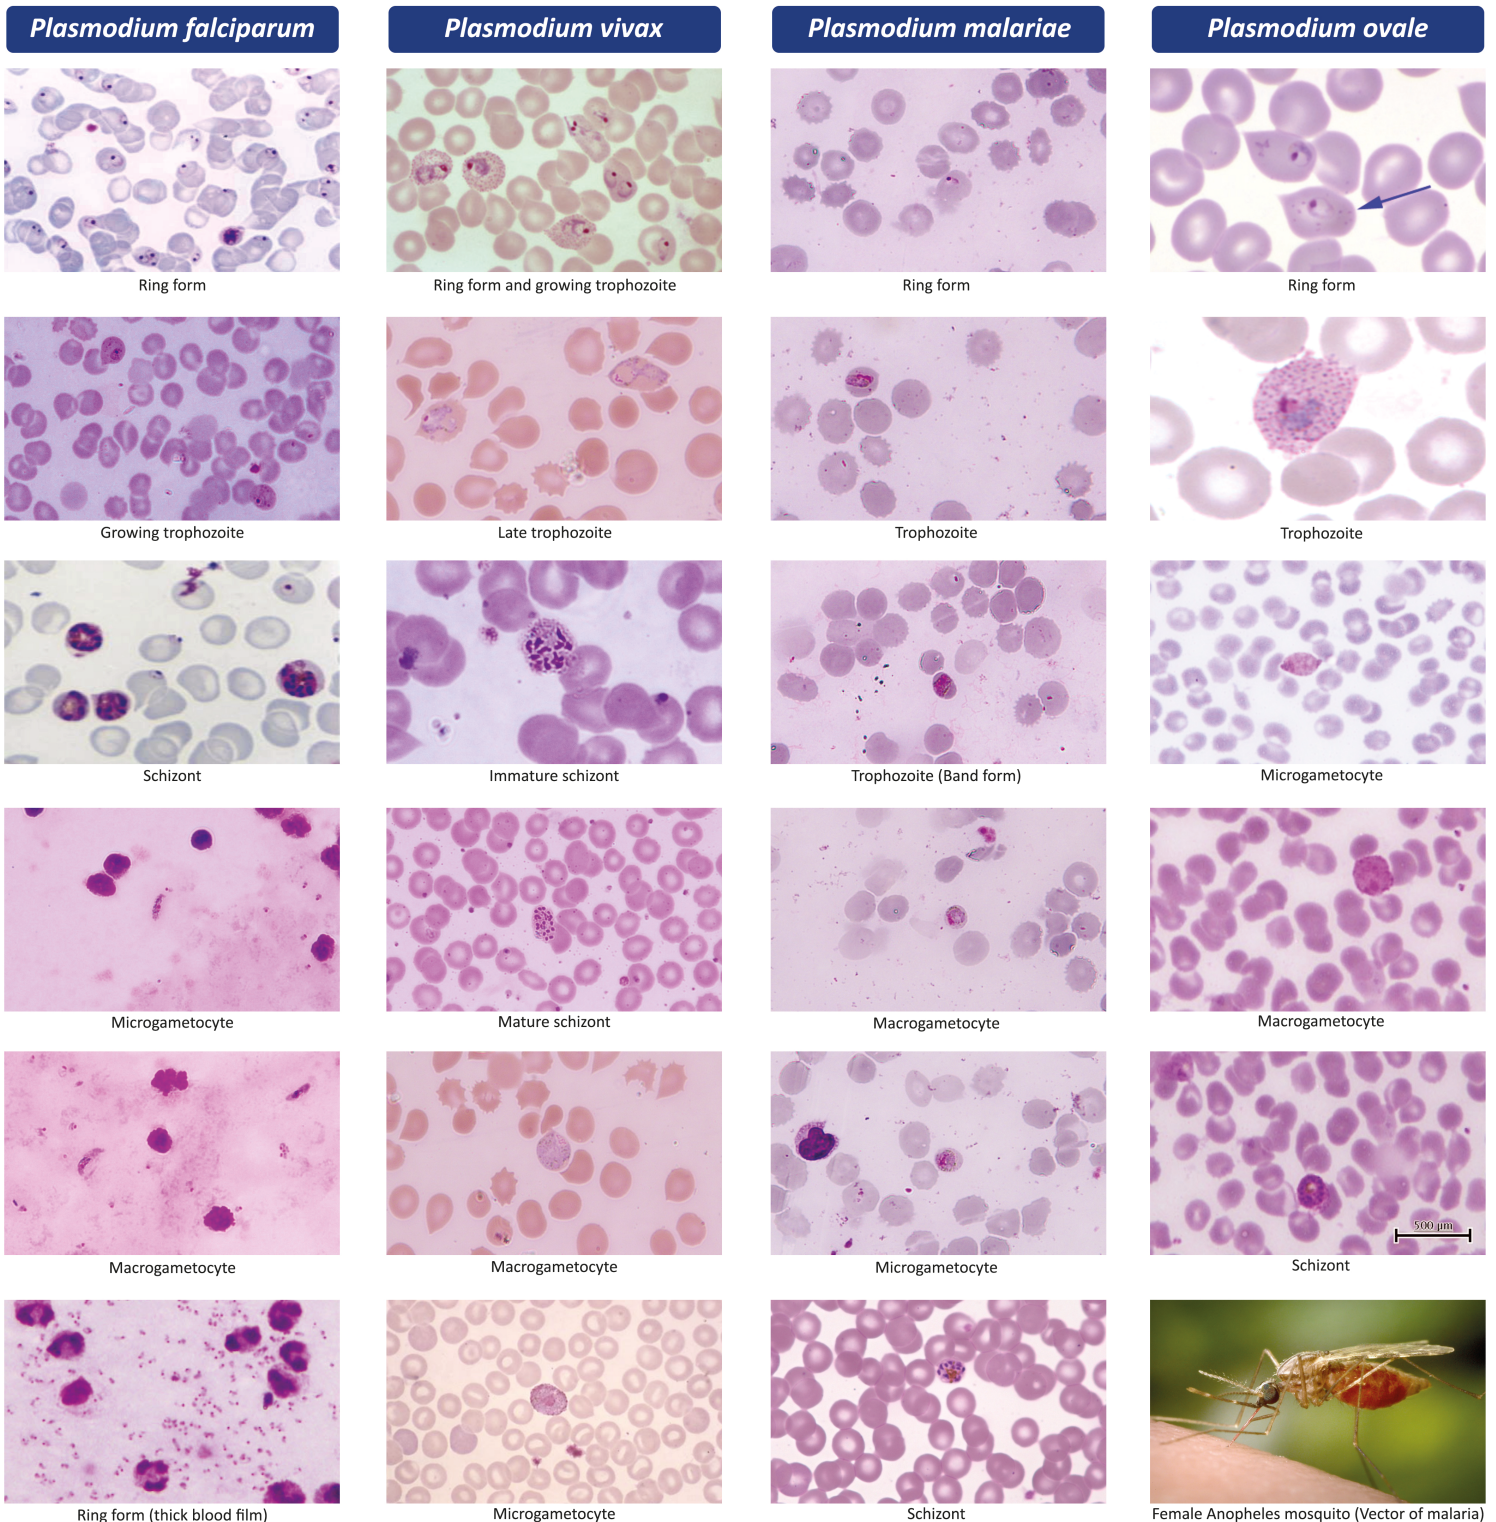 Plasmodium falciparum
Plasmodium vivax
Plasmodium malariae
Plasmodium ovale
Ring form
Ring form and growing trophozoite
Ring form
Ring form
Growing trophozoite
Late trophozoite
Trophozoite
Trophozoite
Schizont
Immature schizont
Trophozoite (Band form)
Microgametocyte
Microgametocyte
Mature schizont
Macrogametocyte
Macrogametocyte
500 µm
Macrogametocyte
Macrogametocyte
Microgametocyte
Schizont
Ring form (thick blood film)
Microgametocyte
Schizont
Female Anopheles mosquito (Vector of malaria)